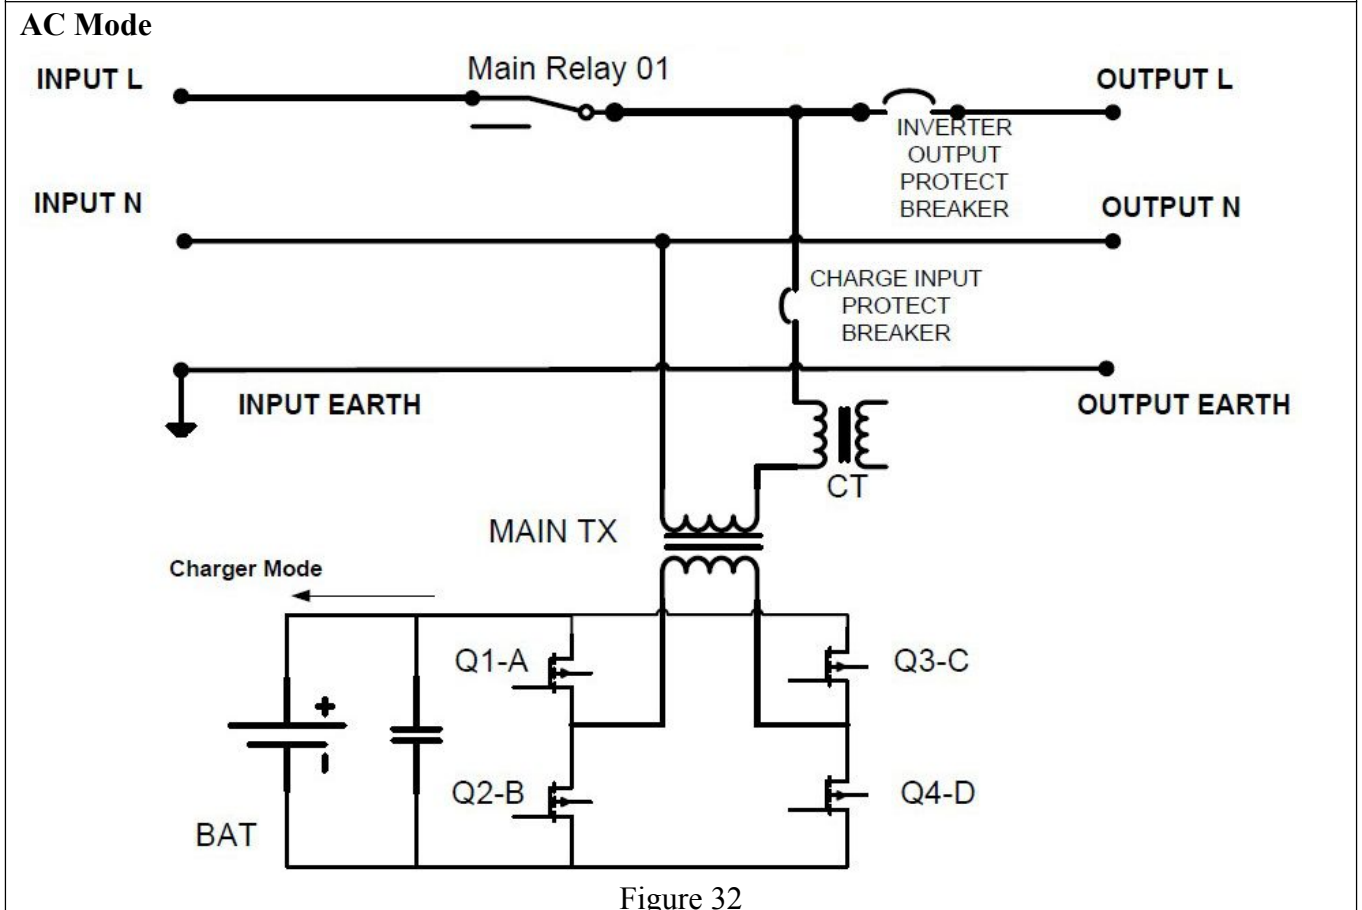 AC Mode
Main Relay 01
INPUT L
OUTPUT L
INVERTER
OUTPUT
PROTECT
BREAKER
INPUT N
OUTPUT N
CHARGE INPUT
PROTECT
BREAKER
INPUT EARTH
OUTPUT EARTH
CT
MAIN TX
Charger Mode
Q1-A
Q3-C
+
-
Q2-B
Q4-D
BAT
Figure 32